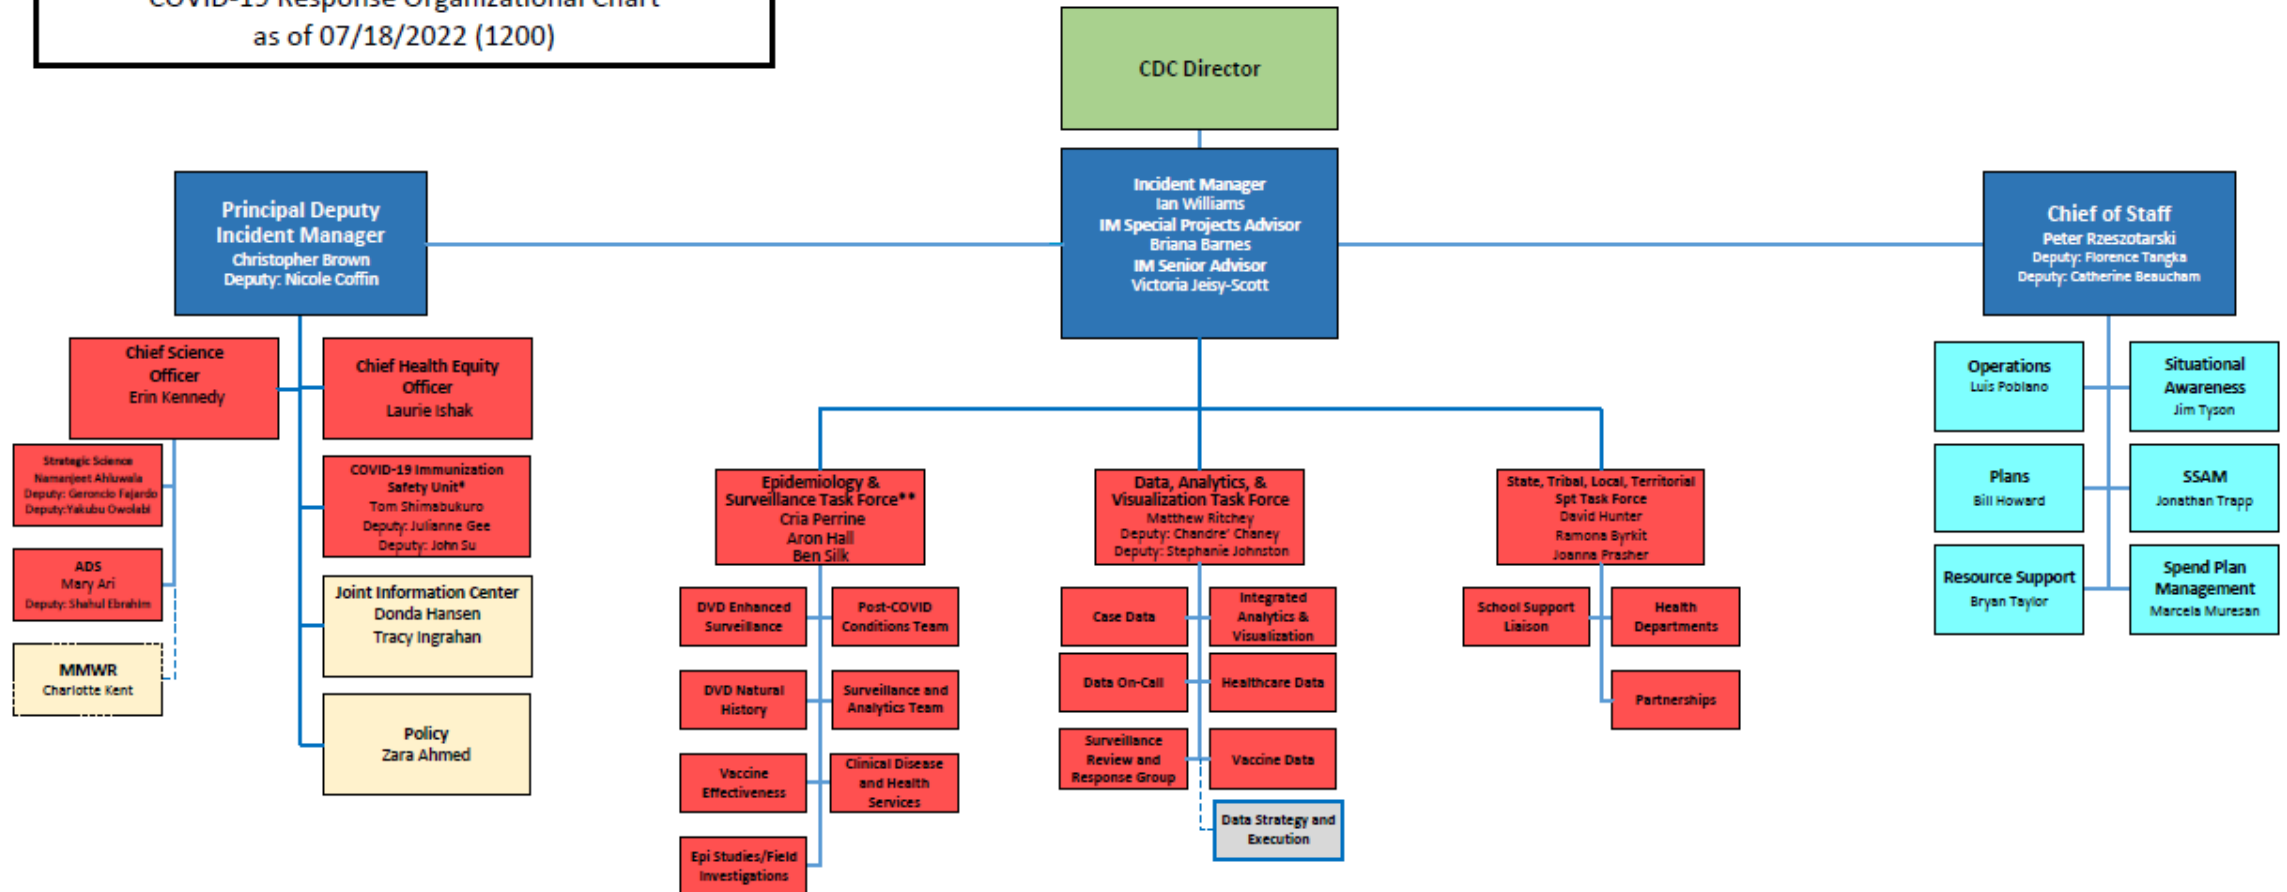 COVID-19 Response Organizational Chart
as of 07/18/2022 (1200)
CDC Director
Principal Deputy
Incident Manager
Christopher Brown
Deputy: Nicole Coffin
Incident Manager
Ian Williams
IM Special Projects Advisor
Briana Barnes
IM Senior Advisor
Victoria Jeisy-Scott
Chief of Staff
Peter Rzeszotarski
Deputy: Florence Tangka
Deputy: Catherine Beaucham
Chief Science
Officer
Erin Kennedy
Chief Health Equity
Officer
Laurie Ishak
Strategic Science
Namanjeet Ahluwala
Deputy: Geroncio Fajardo
Deputy:Yakubu Owolabi
COVID-19 Immunization
Safety Unit*
Tom Shimabukuro
Deputy: Julianne Gee
Deputy: John Su
ADS
Mary Ari
Deputy: Shahul Ebrahim
Joint Information Center
Donda Hansen
Tracy Ingrahan
MMWR
Charlotte Kent
Policy
Zara Ahmed
Epidemiology &
Surveillance Task Force**
Cria Perrine
Aron Hall
Ben Silk
DVD Enhanced
Surveillance
Post-COVID
Conditions Team
DVD Natural
History
Surveillance and
Analytics Team
Vaccine
Effectiveness
Clinical Disease
and Health
Services
Epi Studies/Field
Investigations
Data, Analytics, &
Visualization Task Force
Matthew Ritchey
Deputy: Chandre' Chaney
Deputy: Stephanie Johnston
Case Data
Integrated
Analytics &
Visualization
Data On-Call
Healthcare Data
Surveillance
Review and
Response Group
Vaccine Data
Data Strategy and
Execution
State, Tribal, Local, Territorial
Spt Task Force
David Hunter
Ramona Byrkit
Joanna Prasher
School Support
Liaison
Health
Departments
Partnerships
Operations
Luis Poblano
Situational
Awareness
Jim Tyson
Plans
Bill Howard
SSAM
Jonathan Trapp
Resource Support
Bryan Taylor
Spend Plan
Management
Marcela Muresan